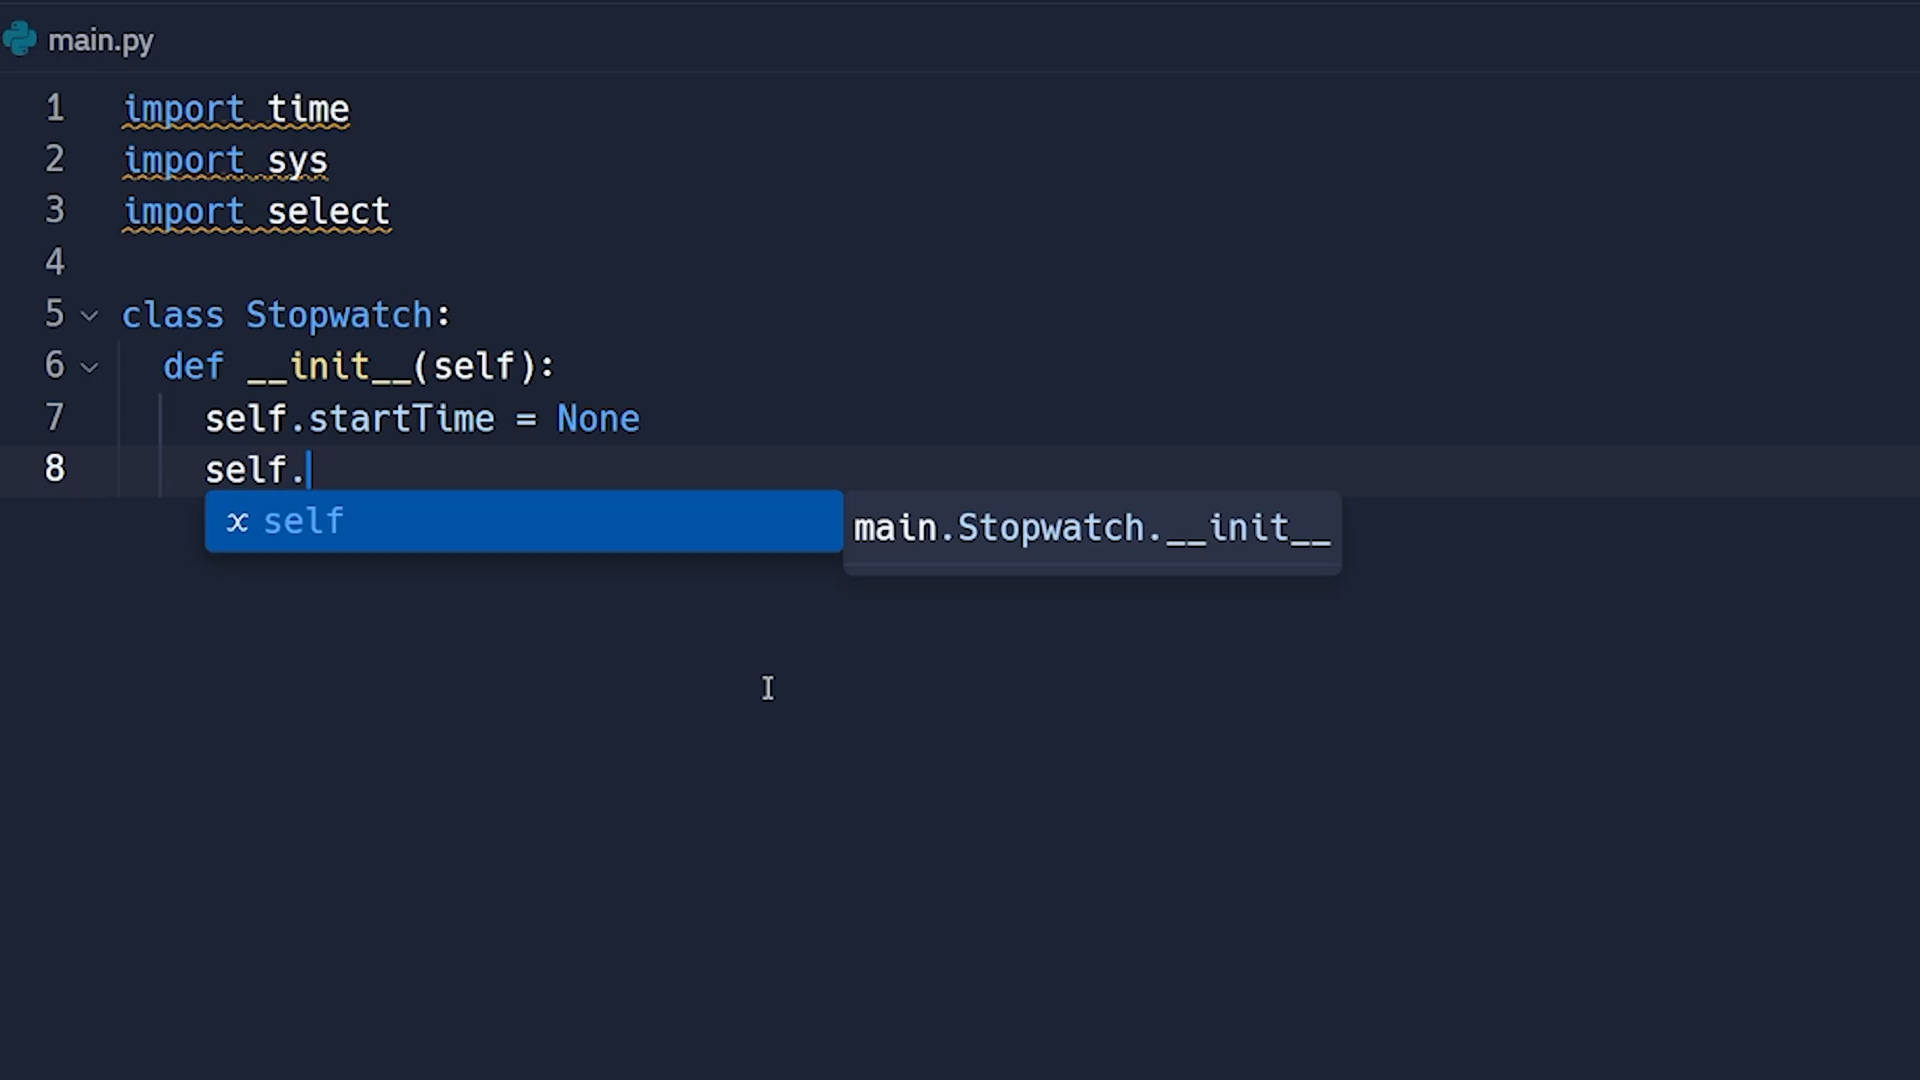 main.py
1 import time
2 import sys
3 import select
4
5 class Stopwatch:
6 def __init__(self):
7 self.startTime = None
8 self.
x self
main.Stopwatch.__init__